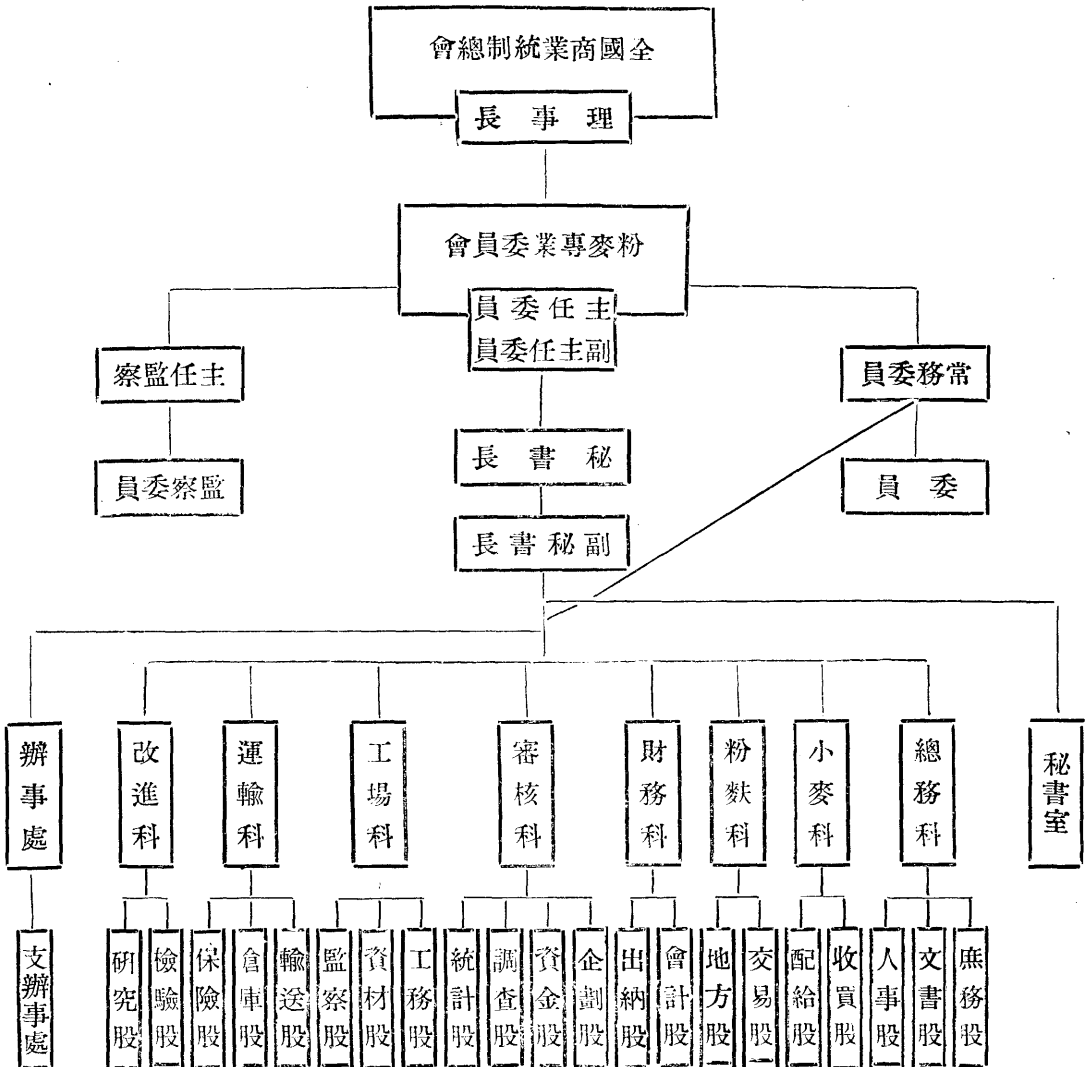 全國商業統制總會
理事長
粉麥專業委員會
主任委員
副主任委員
常務委員
主任監察
委員
監察委員
秘書長
副秘書長
秘書室
總務科
小麥科
粉麩科
財務科
審核科
工場科
運輸科
改進科
辦事處
庶務股
文書股
人事股
收買股
配給股
交易股
地方股
會計股
出納股
企劃股
資金股
調查股
統計股
工務股
資材股
監察股
輸送股
倉庫股
保險股
檢驗股
研究股
支辦事處